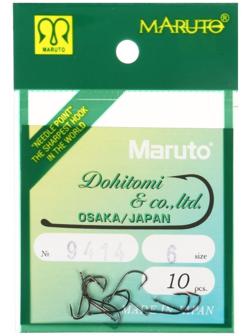 MARUTO
MARUTO®
"NEEDLE POINT"
THE SHARPEST HOOK
IN THE WORLD
Maruto®
Dohitomi
& co.,ltd.
OSAKA/JAPAN
№ 9414 6 size
10 pcs.
MADE IN JAPAN